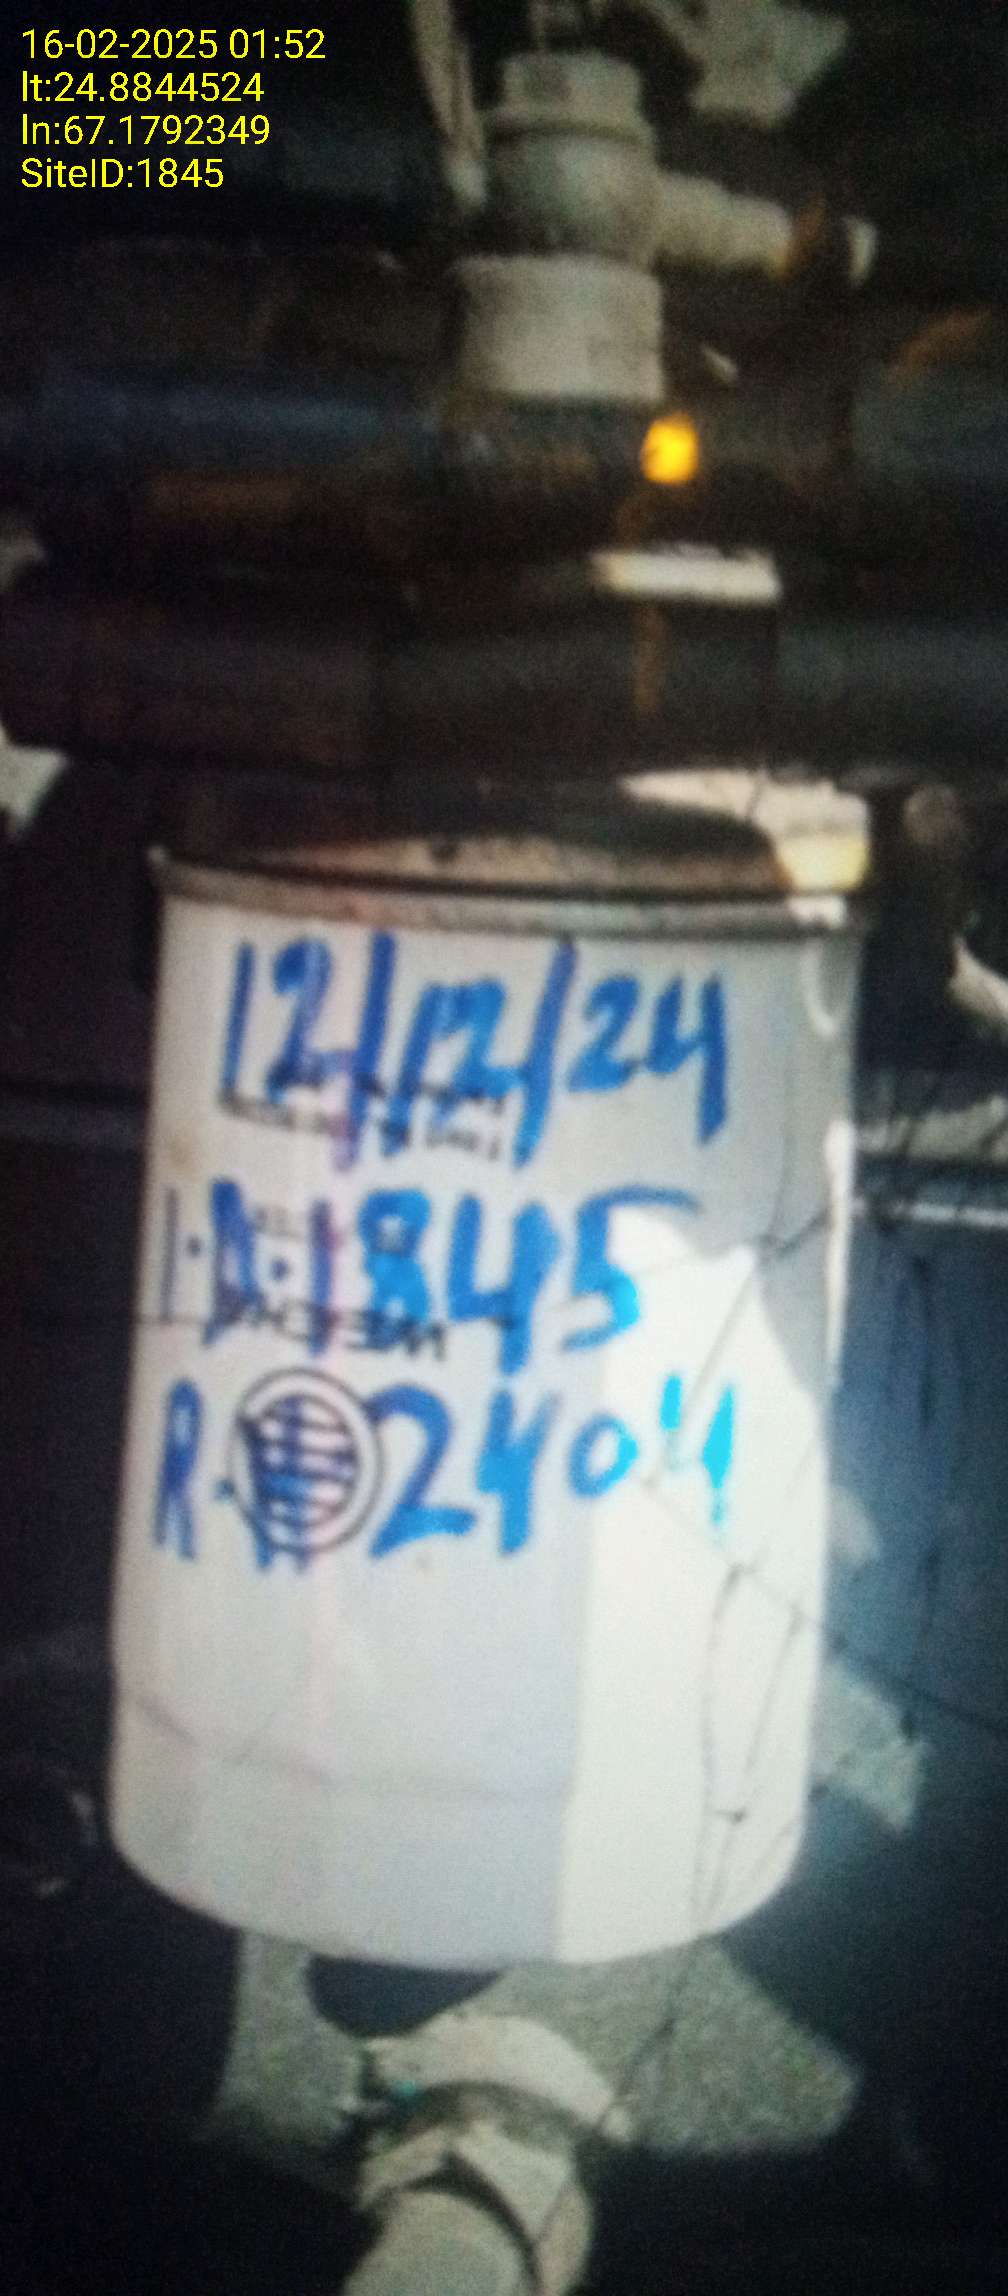 16-02-2025 01:52
lt:24.8844524
ln:67.1792349
SiteID:1845
12/12/24
I.D.1845
R.H 2404